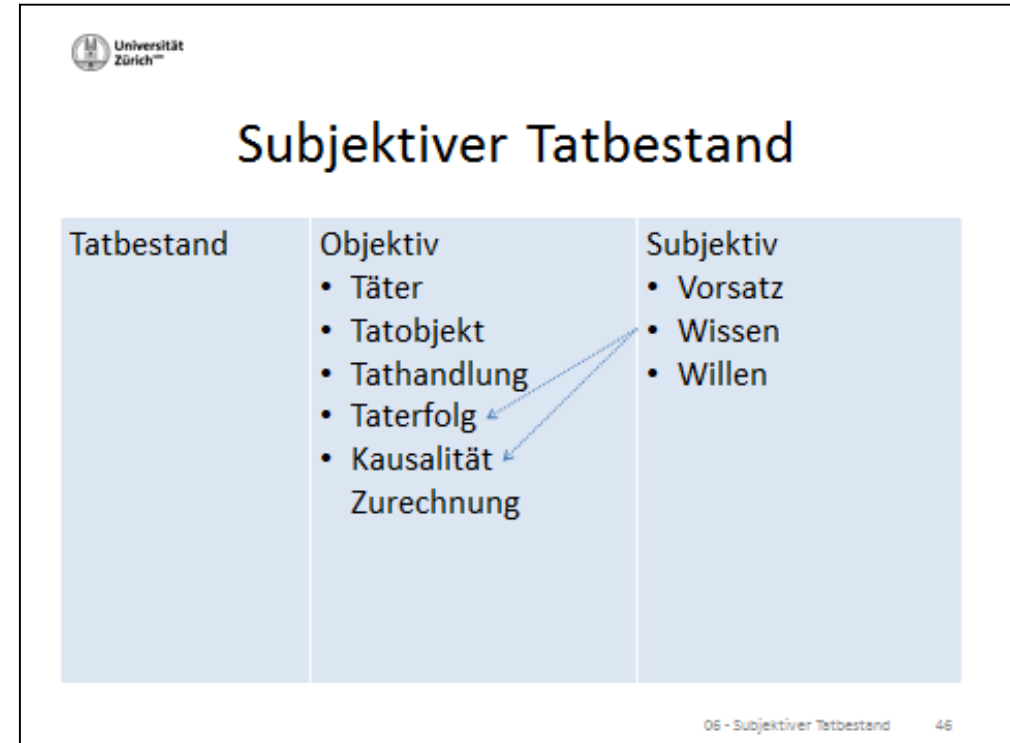 Universität
Zürich
Subjektiver Tatbestand
Tatbestand
Objektiv
• Täter
• Tatobjekt
• Tathandlung
• Taterfolg
• Kausalität
Zurechnung
Subjektiv
• Vorsatz
• Wissen
• Willen
06 - Subjektiver Tatbestand 46